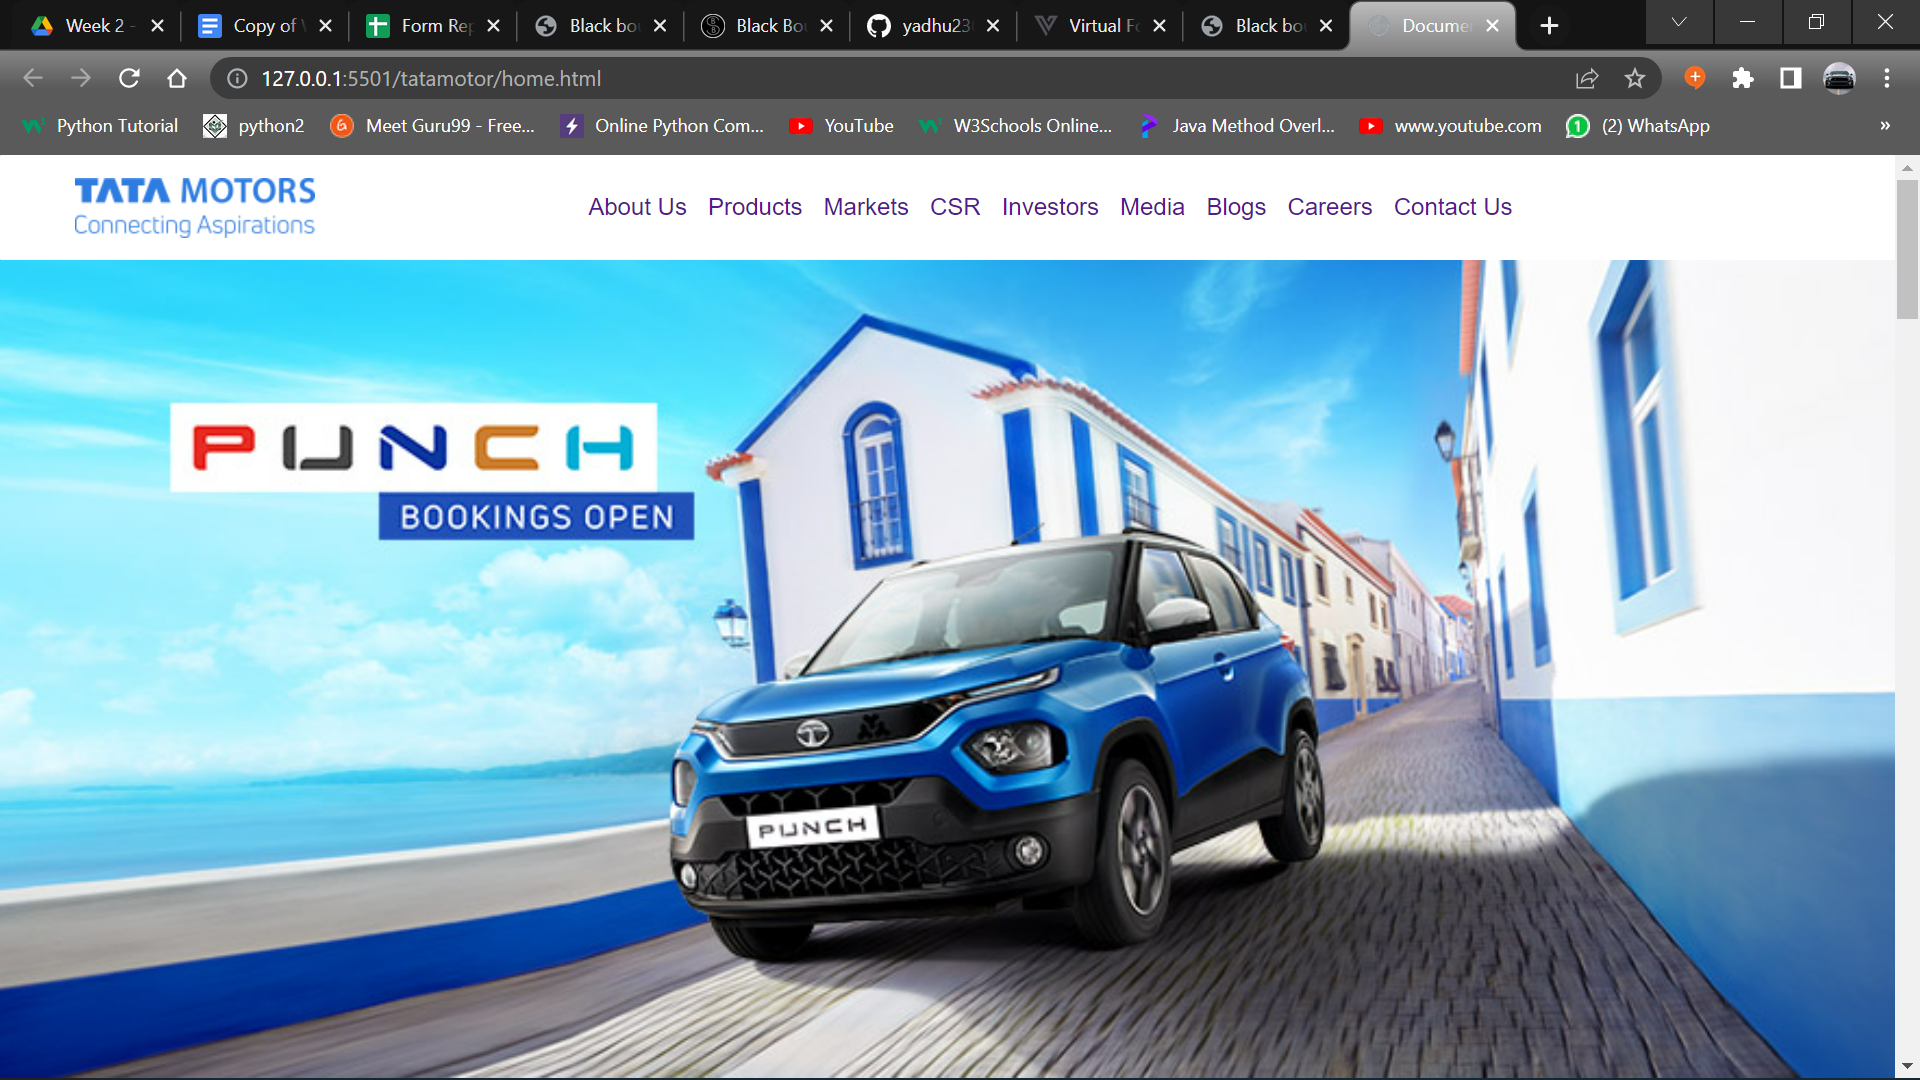 Week 2 -
Copy of
Form Rep
Black bo
Black Bo
yadhu23
Virtual Fo
Black bo
Docume
127.0.0.1:5501/tatamotor/home.html
Python Tutorial
python2
Meet Guru99 - Free...
Online Python Com...
YouTube
W3Schools Online...
Java Method Overl...
www.youtube.com
1
(2) WhatsApp
»
TATA MOTORS
Connecting Aspirations
About Us Products Markets CSR Investors Media Blogs Careers Contact Us
PUNCH
BOOKINGS OPEN
PUNCH